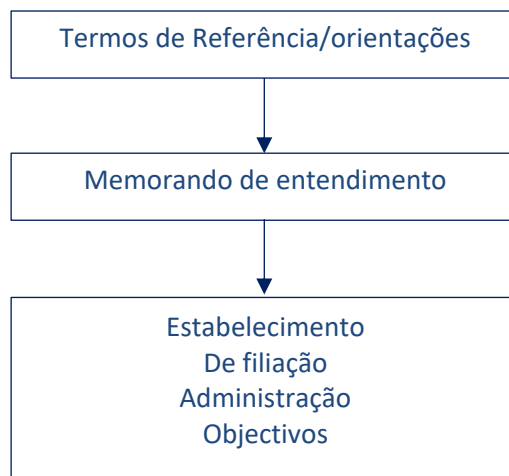 Termos de Referência/orientações
Memorando de entendimento
Estabelecimento
De filiação
Administração
Objectivos